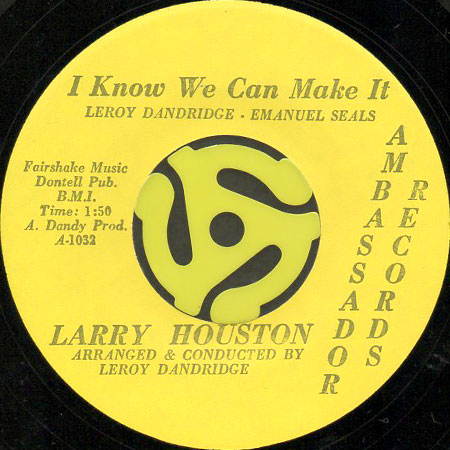 I Know We Can Make It
LEROY DANDRIDGE - EMANUEL SEALS
Fairshake Music
Dontell Pub.
B.M.I.
Time: 1:50
A. Dandy Prod.
A-1032
AMBASSADOR
RECORDS
LARRY HOUSTON
ARRANGED & CONDUCTED BY
LEROY DANDRIDGE